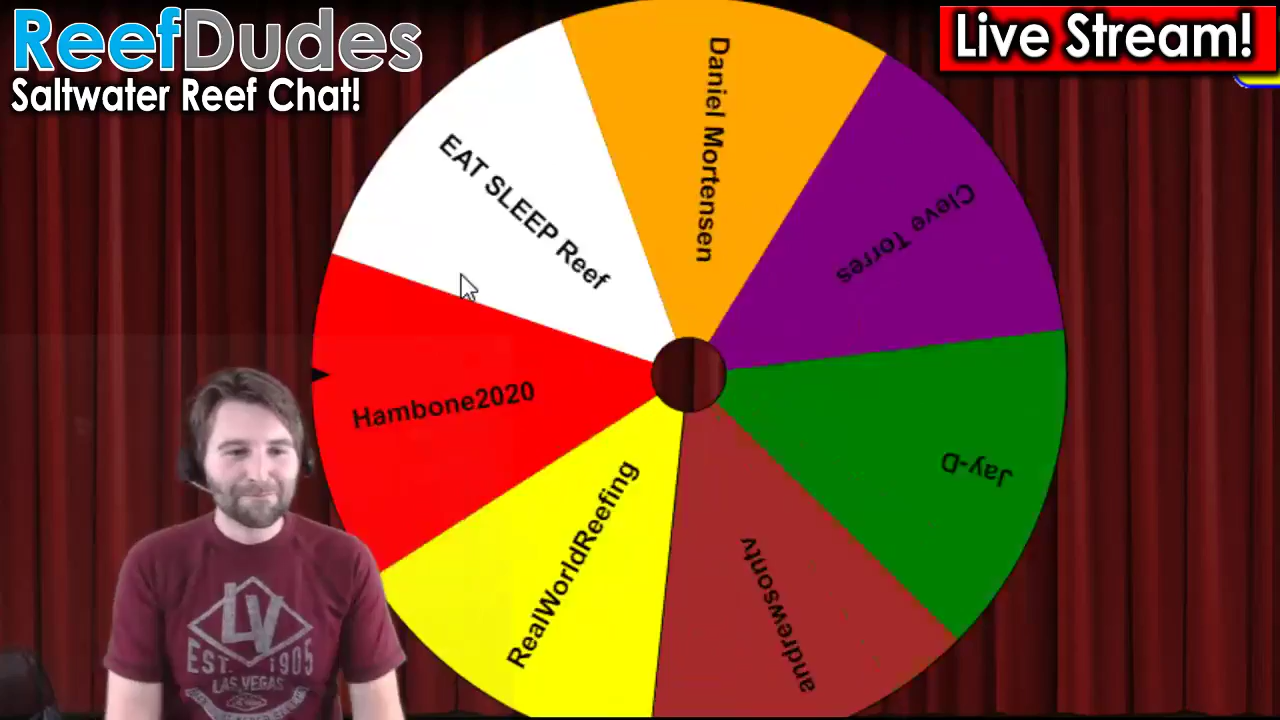 ReefDudes
Saltwater Reef Chat!
Live Stream!
Daniel Mortensen
Cleve Torres
EAT SLEEP Reef
Hambone2020
Jay-D
RealWorldReefing
andrewsontv
LV
EST. 1905
LAS VEGAS